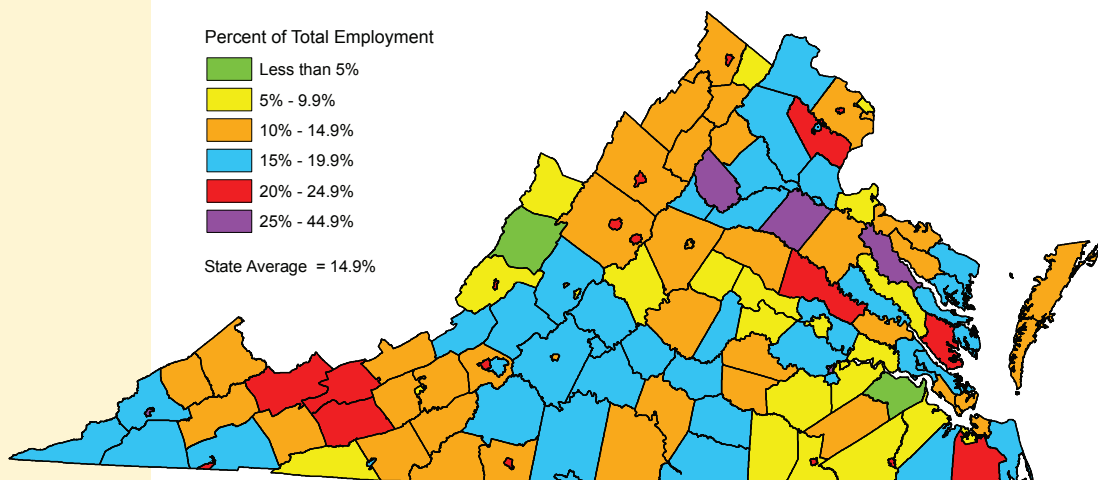 Percent of Total Employment
Less than 5%
5% - 9.9%
10% - 14.9%
15% - 19.9%
20% - 24.9%
25% - 44.9%
State Average = 14.9%